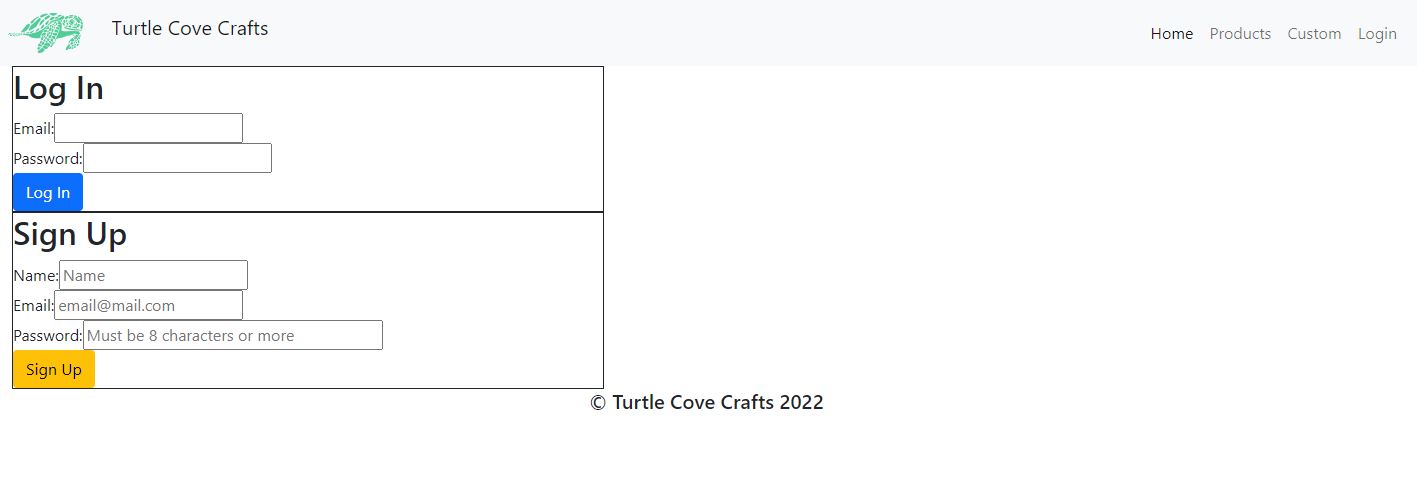 Turtle Cove Crafts
Home Products Custom Login
Log In
Email:
Password:
Log In
Sign Up
Name: Name
Email: email@mail.com
Password: Must be 8 characters or more
Sign Up
© Turtle Cove Crafts 2022